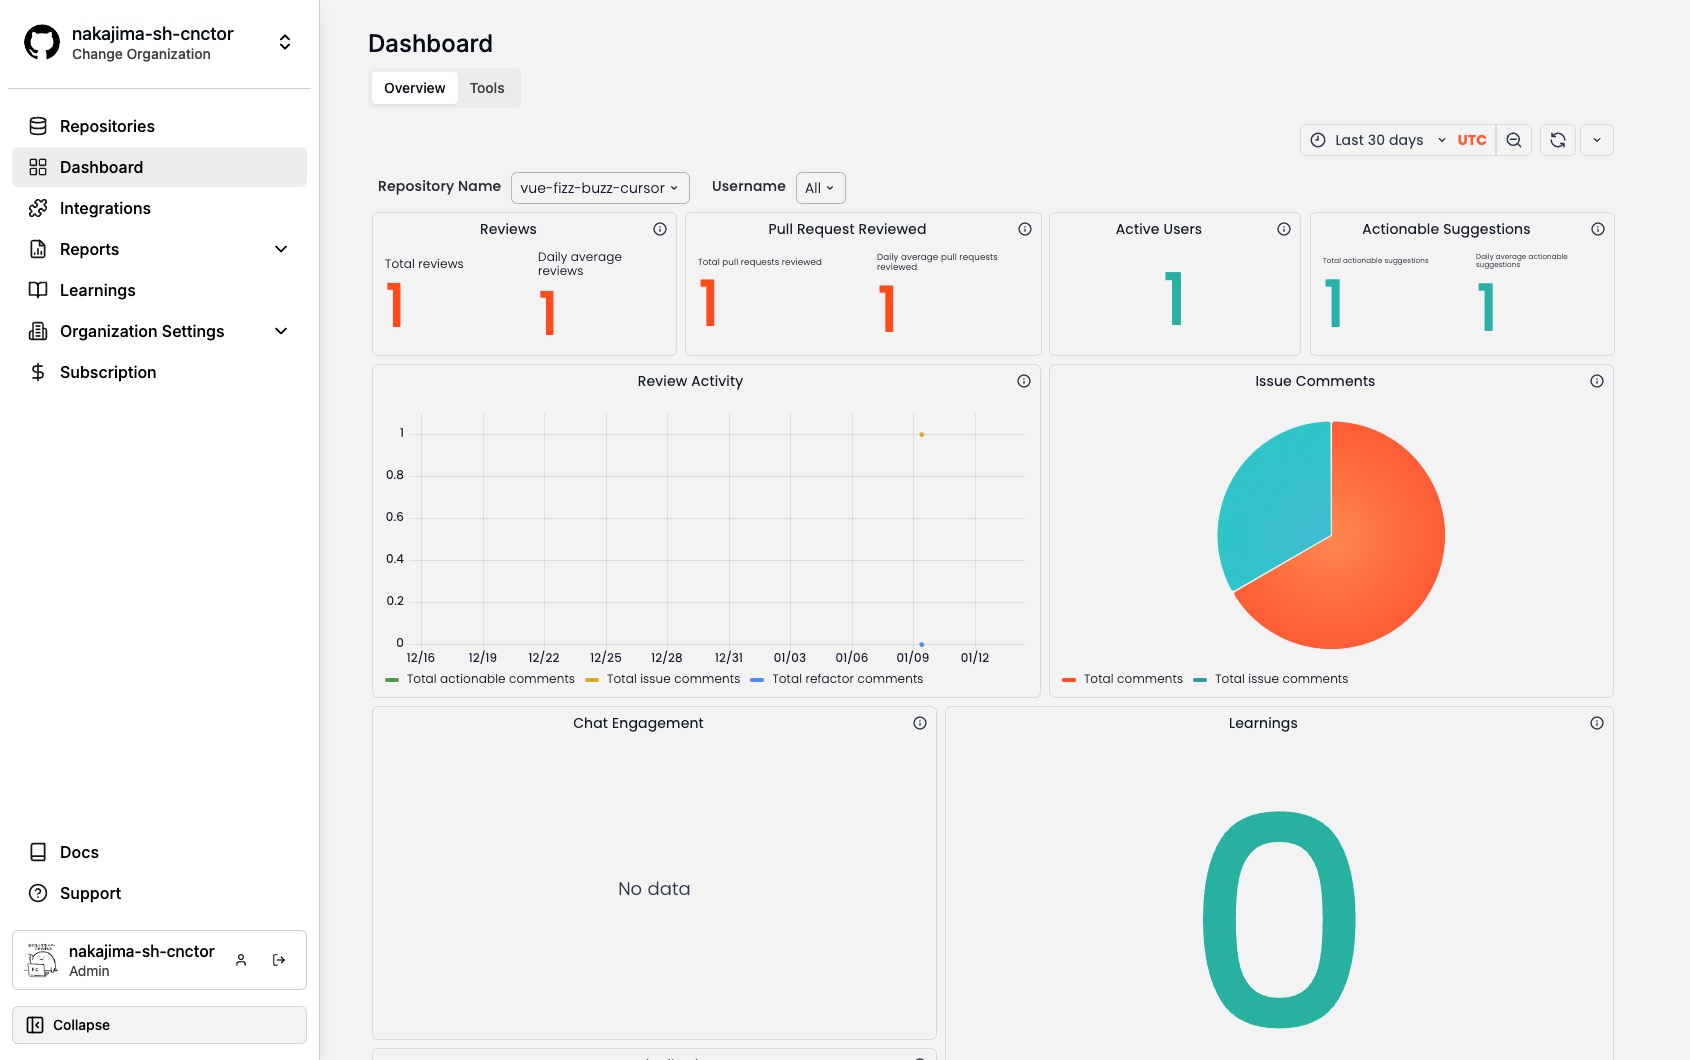 nakajima-sh-cnctor
Change Organization
Repositories
Dashboard
Integrations
Reports
Learnings
Organization Settings
Subscription
Docs
Support
nakajima-sh-cnctor
Admin
Collapse
Dashboard
Overview Tools
Last 30 days UTC
Repository Name vue-fizz-buzz-cursor Username All
Reviews
Total reviews
1
Daily average
reviews
1
Pull Request Reviewed
Total pull requests reviewed
1
Daily average pull requests
reviewed
1
Active Users
1
Actionable Suggestions
Total actionable suggestions
1
Daily average actionable
suggestions
1
Review Activity
1
0.8
0.6
0.4
0.2
0
12/16 12/19 12/22 12/25 12/28 12/31 01/03 01/06 01/09 01/12
Total actionable comments Total issue comments Total refactor comments
Issue Comments
Total comments Total issue comments
Chat Engagement
No data
Learnings
0